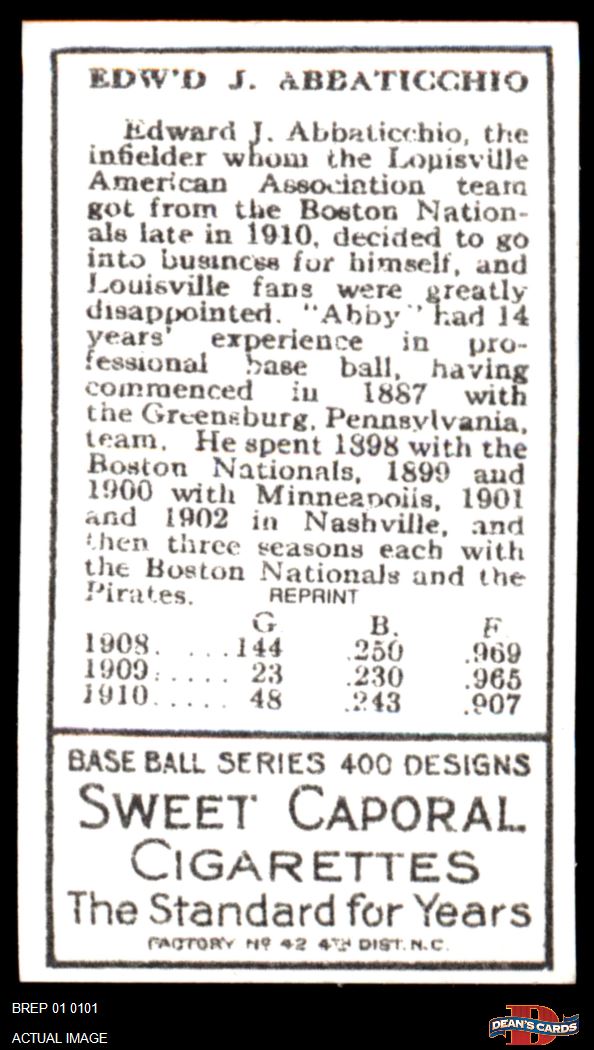 EDW'D J. ABBATICCHIO
Edward J. Abbaticchio, the
infielder whom the Louisville
American Association team
got from the Boston Nation-
als late in 1910, decided to go
into business for himself, and
Louisville fans were greatly
disappointed. "Abby" had 14
years' experience in pro-
fessional base ball, having
commenced in 1887 with
the Greensburg, Pennsylvania,
team. He spent 1898 with the
Boston Nationals, 1899 and
1900 with Minneapolis, 1901
and 1902 in Nashville, and
then three seasons each with
the Boston Nationals and the
Pirates. REPRINT
G B. F
1908. . . . .144 .250 .969
1909. . . . . 23 .230 .965
1910. . . . . 48 .243 .907
BASE BALL SERIES 400 DESIGNS
SWEET CAPORAL
CIGARETTES
The Standard for Years
FACTORY Nº 42 4TH DIST. N.C.
BREP 01 0101
ACTUAL IMAGE
D
DEAN'S CARDS